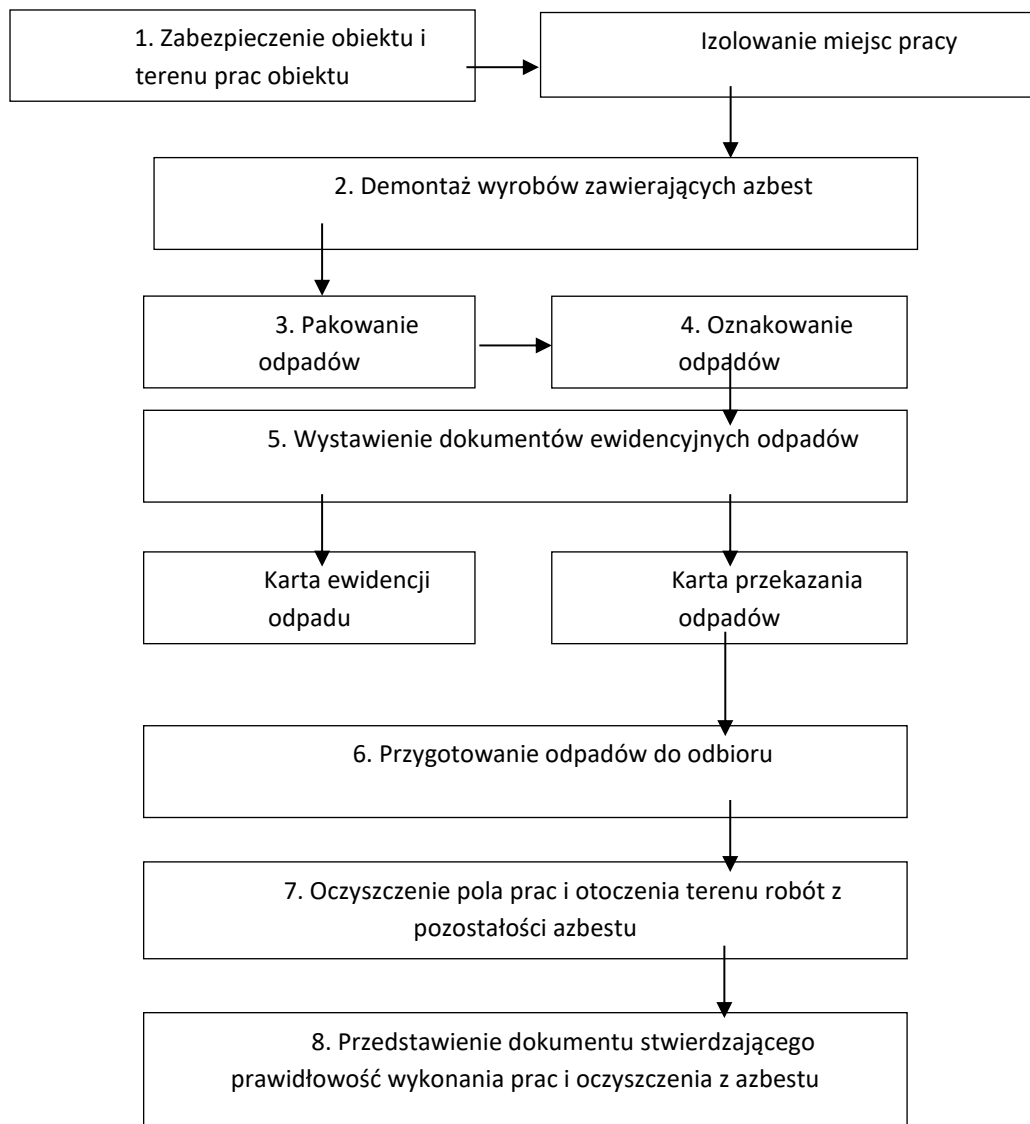 1. Zabezpieczenie obiektu i
terenu prac obiektu
Izolowanie miejsc pracy
2. Demontaż wyrobów zawierających azbest
3. Pakowanie
odpadów
4. Oznakowanie
odpadów
5. Wystawienie dokumentów ewidencyjnych odpadów
Karta ewidencji
odpadu
Karta przekazania
odpadów
6. Przygotowanie odpadów do odbioru
7. Oczyszczenie pola prac i otoczenia terenu robót z
pozostałości azbestu
8. Przedstawienie dokumentu stwierdzającego
prawidłowość wykonania prac i oczyszczenia z azbestu